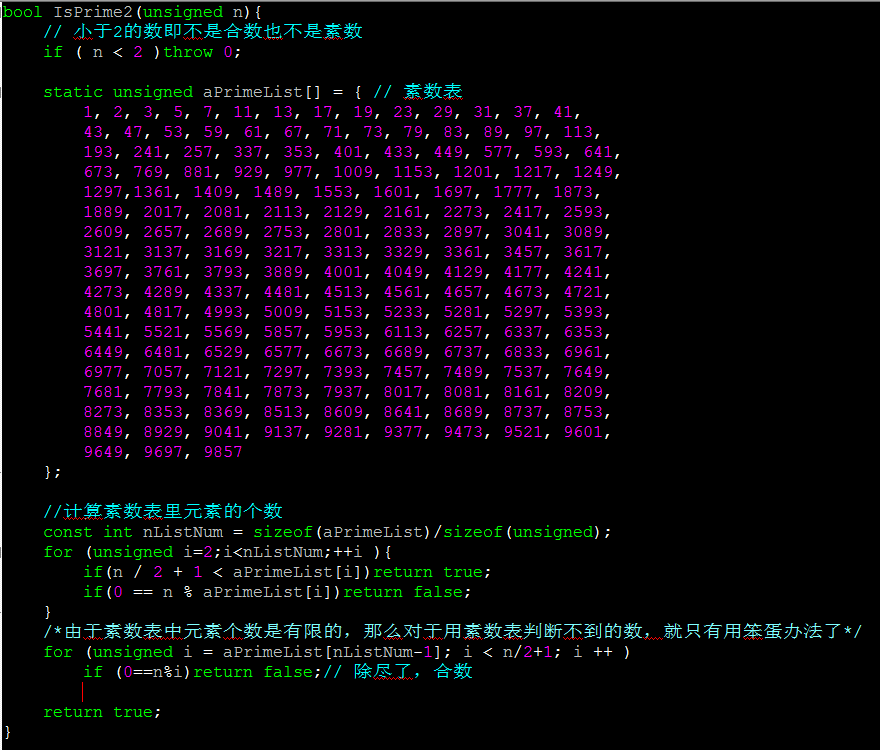 bool IsPrime2(unsigned n){
// 小于2的数即不是合数也不是素数
if ( n < 2 )throw 0;
static unsigned aPrimeList[] = { // 素数表
1, 2, 3, 5, 7, 11, 13, 17, 19, 23, 29, 31, 37, 41,
43, 47, 53, 59, 61, 67, 71, 73, 79, 83, 89, 97, 113,
193, 241, 257, 337, 353, 401, 433, 449, 577, 593, 641,
673, 769, 881, 929, 977, 1009, 1153, 1201, 1217, 1249,
1297,1361, 1409, 1489, 1553, 1601, 1697, 1777, 1873,
1889, 2017, 2081, 2113, 2129, 2161, 2273, 2417, 2593,
2609, 2657, 2689, 2753, 2801, 2833, 2897, 3041, 3089,
3121, 3137, 3169, 3217, 3313, 3329, 3361, 3457, 3617,
3697, 3761, 3793, 3889, 4001, 4049, 4129, 4177, 4241,
4273, 4289, 4337, 4481, 4513, 4561, 4657, 4673, 4721,
4801, 4817, 4993, 5009, 5153, 5233, 5281, 5297, 5393,
5441, 5521, 5569, 5857, 5953, 6113, 6257, 6337, 6353,
6449, 6481, 6529, 6577, 6673, 6689, 6737, 6833, 6961,
6977, 7057, 7121, 7297, 7393, 7457, 7489, 7537, 7649,
7681, 7793, 7841, 7873, 7937, 8017, 8081, 8161, 8209,
8273, 8353, 8369, 8513, 8609, 8641, 8689, 8737, 8753,
8849, 8929, 9041, 9137, 9281, 9377, 9473, 9521, 9601,
9649, 9697, 9857
};
//计算素数表里元素的个数
const int nListNum = sizeof(aPrimeList)/sizeof(unsigned);
for (unsigned i=2;i<nListNum;++i ){
if(n / 2 + 1 < aPrimeList[i])return true;
if(0 == n % aPrimeList[i])return false;
}
/*由于素数表中元素个数是有限的，那么对于用素数表判断不到的数，就只有用笨蛋办法了*/
for (unsigned i = aPrimeList[nListNum-1]; i < n/2+1; i ++ )
if (0==n%i)return false;// 除尽了，合数
return true;
}